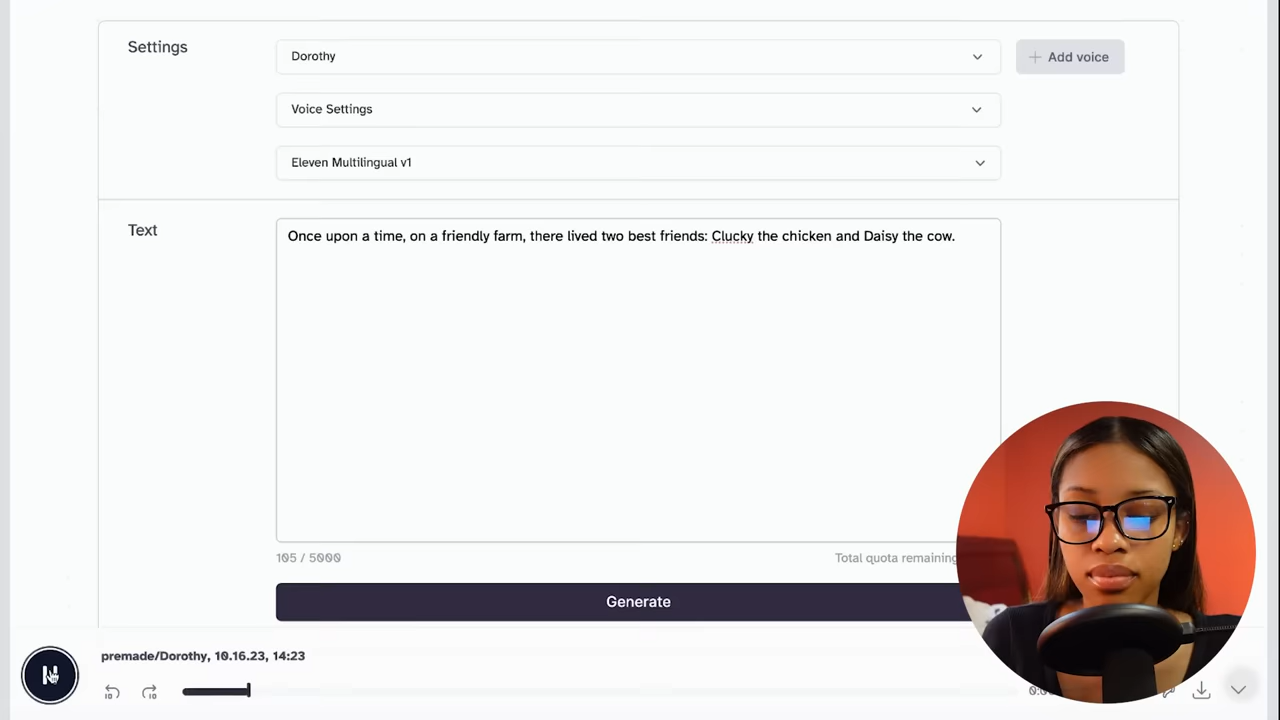 Settings
Dorothy
+ Add voice
Voice Settings
Eleven Multilingual v1
Text
Once upon a time, on a friendly farm, there lived two best friends: Clucky the chicken and Daisy the cow.
105 / 5000
Total quota remaining
Generate
premade/Dorothy, 10.16.23, 14:23
10
10